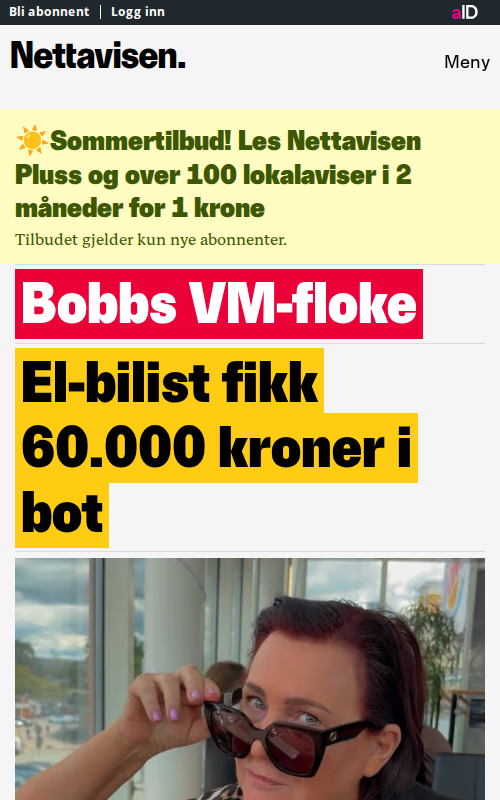 Bli abonnent
Logg inn
aID
Nettavisen.
Meny
Sommertilbud! Les Nettavisen
Pluss og over 100 lokalaviser i 2
måneder for 1 krone
Tilbudet gjelder kun nye abonnenter.
Bobbs VM-floke
El-bilist fikk
60.000 kroner i
bot